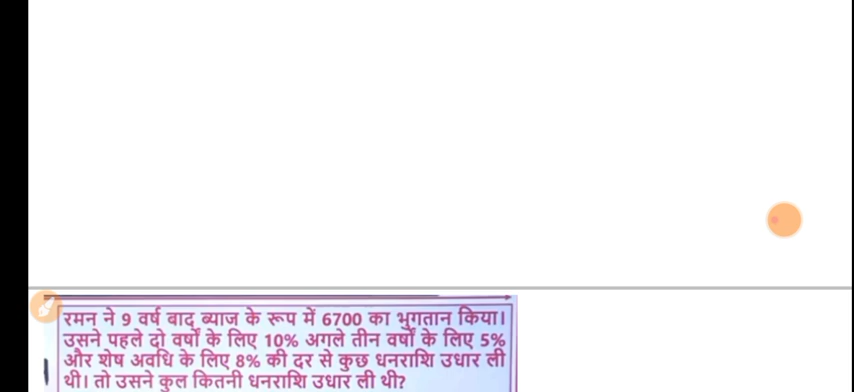 रमन ने 9 वर्ष बाद ब्याज के रूप में 6700 का भुगतान किया।
उसने पहले दो वर्षों के लिए 10% अगले तीन वर्षों के लिए 5%
और शेष अवधि के लिए 8% की दर से कुछ धनराशि उधार ली
थी। तो उसने कुल कितनी धनराशि उधार ली थी?